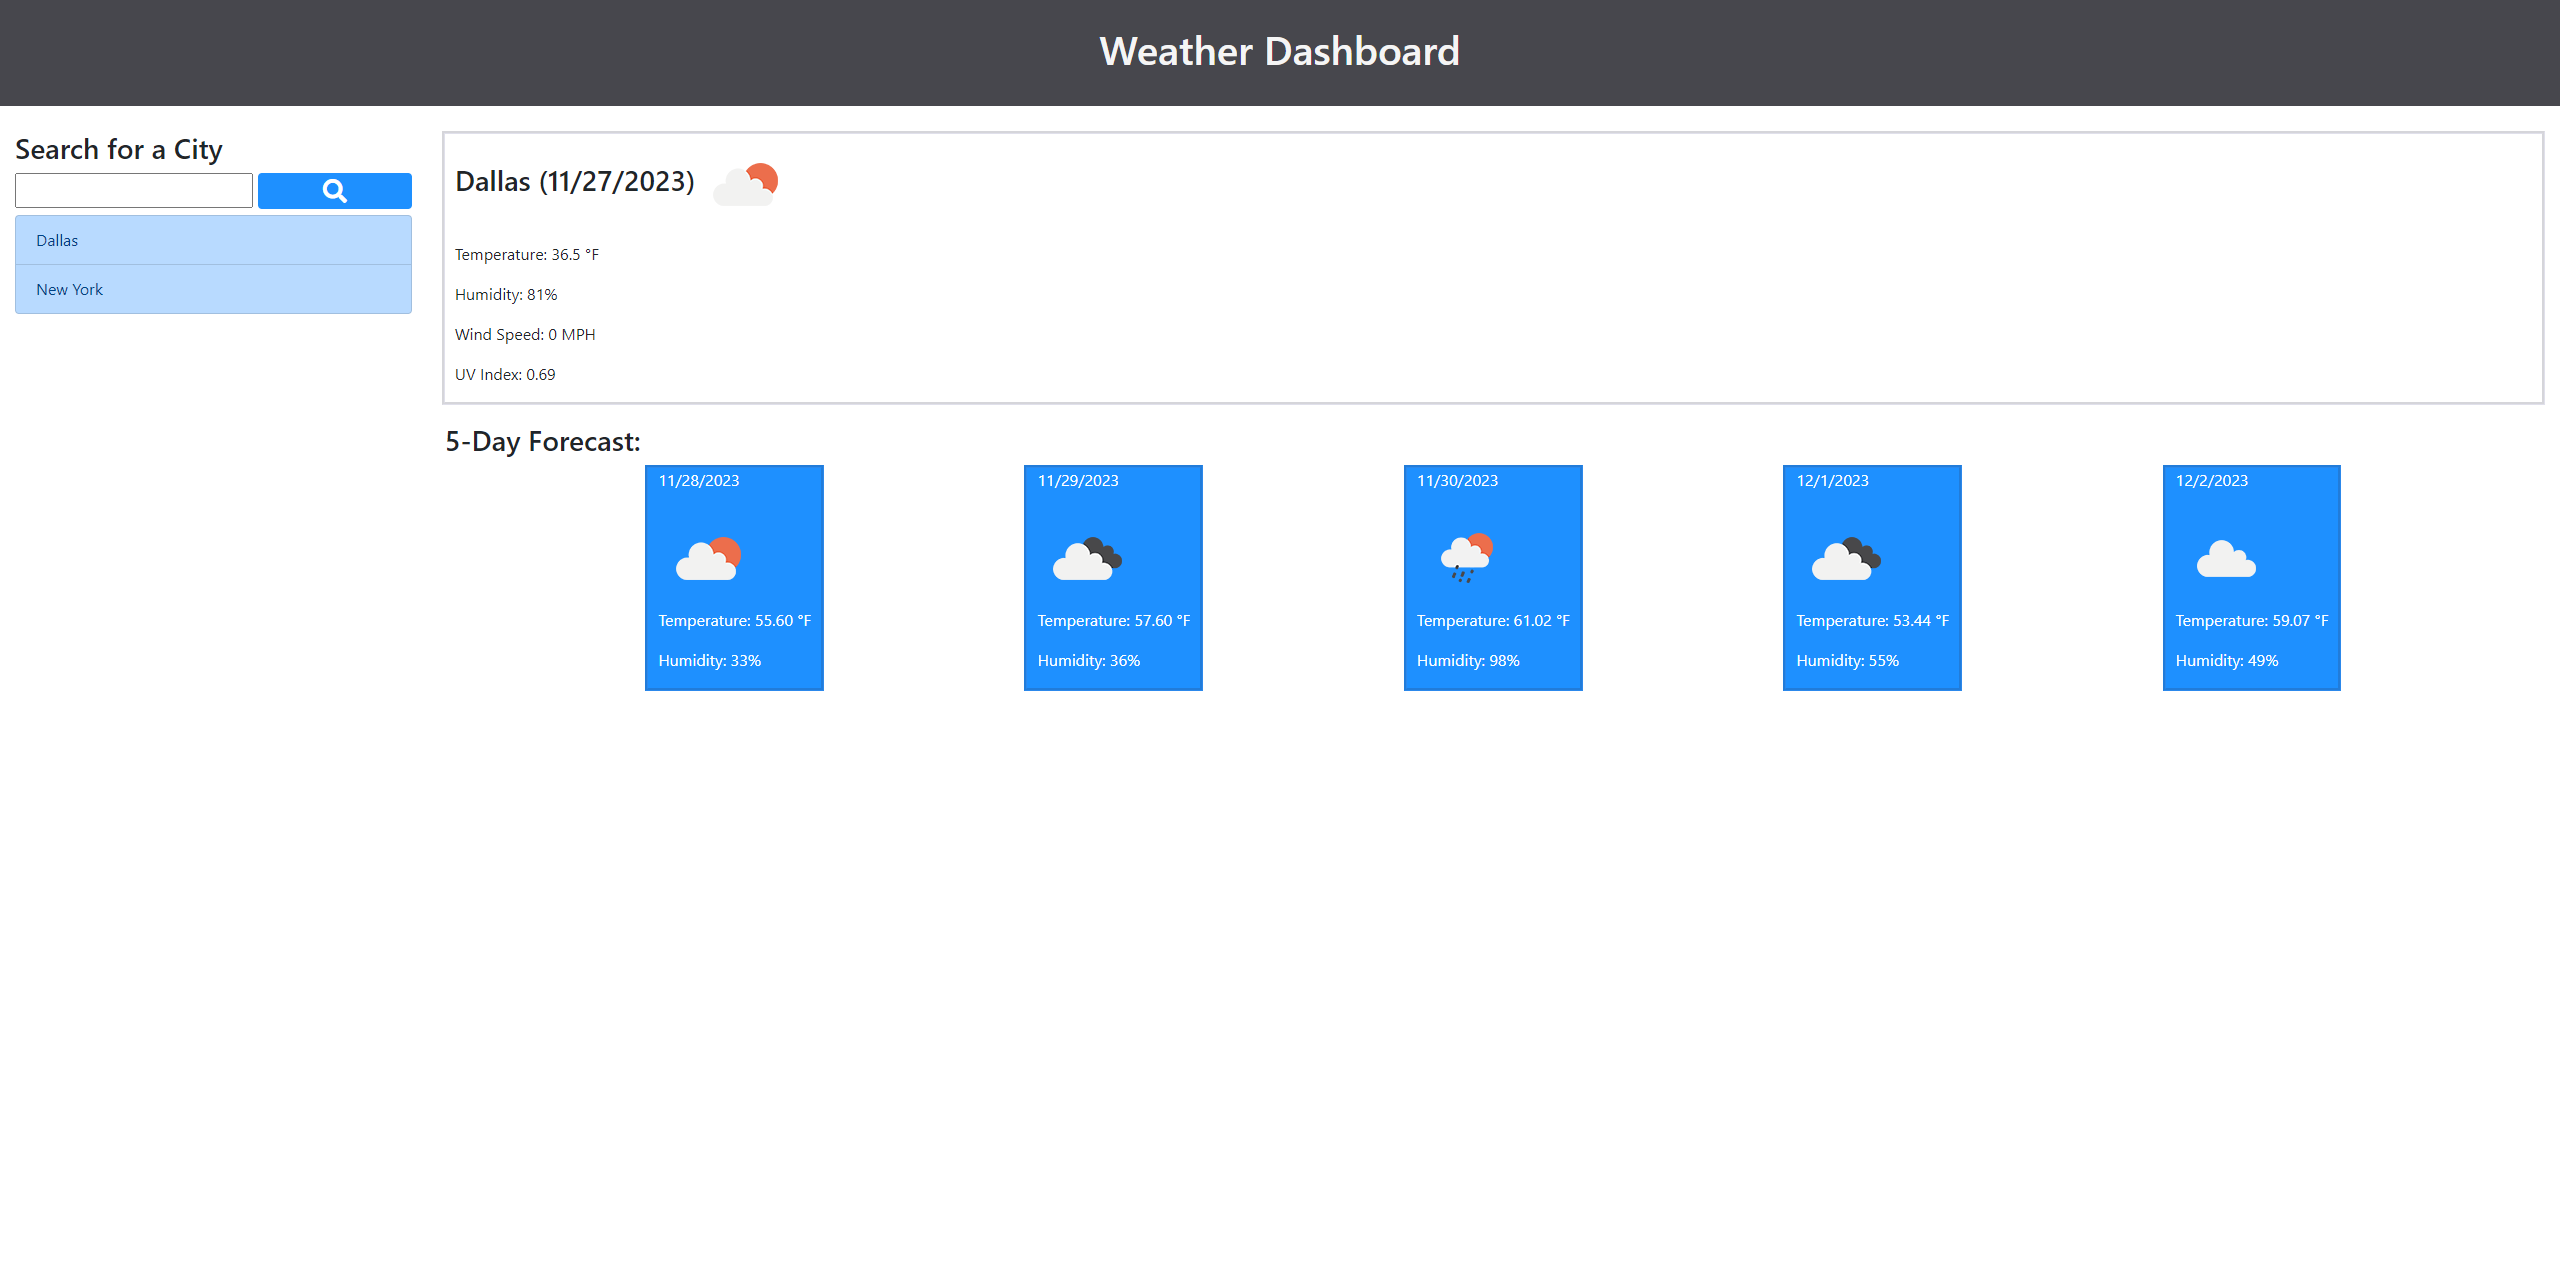 Weather Dashboard
Search for a City
Dallas
New York
Dallas (11/27/2023)
Temperature: 36.5 °F
Humidity: 81%
Wind Speed: 0 MPH
UV Index: 0.69
5-Day Forecast:
11/28/2023
Temperature: 55.60 °F
Humidity: 33%
11/29/2023
Temperature: 57.60 °F
Humidity: 36%
11/30/2023
Temperature: 61.02 °F
Humidity: 98%
12/1/2023
Temperature: 53.44 °F
Humidity: 55%
12/2/2023
Temperature: 59.07 °F
Humidity: 49%